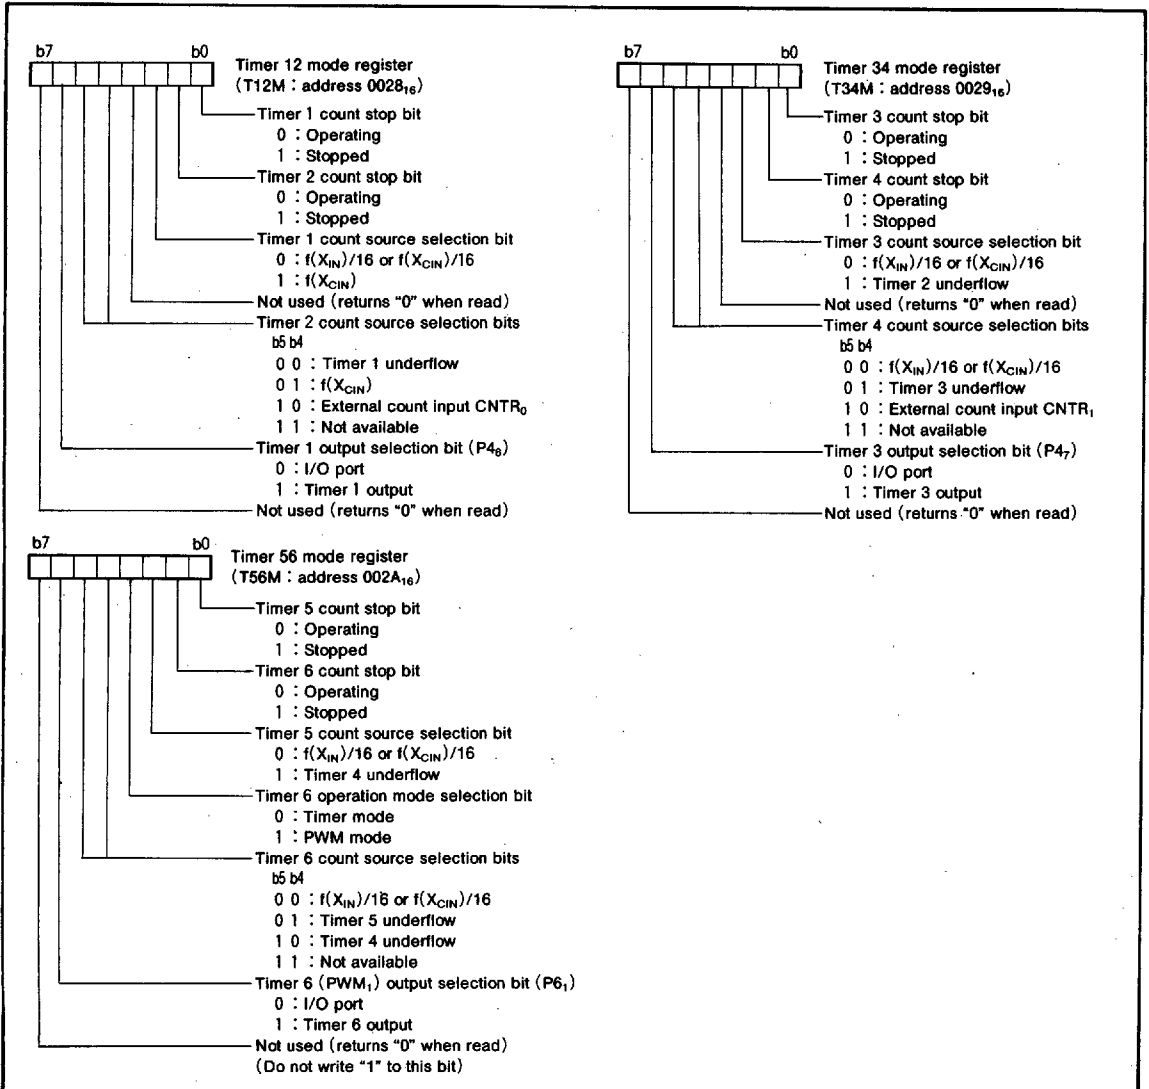 b7 b0
Timer 12 mode register
(T12M : address 0028₁₆)
Timer 1 count stop bit
0 : Operating
1 : Stopped
Timer 2 count stop bit
0 : Operating
1 : Stopped
Timer 1 count source selection bit
0 : f(X_IN)/16 or f(X_CIN)/16
1 : f(X_CIN)
Not used (returns "0" when read)
Timer 2 count source selection bits
b5 b4
0 0 : Timer 1 underflow
0 1 : f(X_CIN)
1 0 : External count input CNTR₀
1 1 : Not available
Timer 1 output selection bit (P4₆)
0 : I/O port
1 : Timer 1 output
Not used (returns "0" when read)
b7 b0
Timer 34 mode register
(T34M : address 0029₁₆)
Timer 3 count stop bit
0 : Operating
1 : Stopped
Timer 4 count stop bit
0 : Operating
1 : Stopped
Timer 3 count source selection bit
0 : f(X_IN)/16 or f(X_CIN)/16
1 : Timer 2 underflow
Not used (returns "0" when read)
Timer 4 count source selection bits
b5 b4
0 0 : f(X_IN)/16 or f(X_CIN)/16
0 1 : Timer 3 underflow
1 0 : External count input CNTR₁
1 1 : Not available
Timer 3 output selection bit (P4₇)
0 : I/O port
1 : Timer 3 output
Not used (returns "0" when read)
b7 b0
Timer 56 mode register
(T56M : address 002A₁₆)
Timer 5 count stop bit
0 : Operating
1 : Stopped
Timer 6 count stop bit
0 : Operating
1 : Stopped
Timer 5 count source selection bit
0 : f(X_IN)/16 or f(X_CIN)/16
1 : Timer 4 underflow
Timer 6 operation mode selection bit
0 : Timer mode
1 : PWM mode
Timer 6 count source selection bits
b5 b4
0 0 : f(X_IN)/16 or f(X_CIN)/16
0 1 : Timer 5 underflow
1 0 : Timer 4 underflow
1 1 : Not available
Timer 6 (PWM₁) output selection bit (P6₁)
0 : I/O port
1 : Timer 6 output
Not used (returns "0" when read)
(Do not write "1" to this bit)